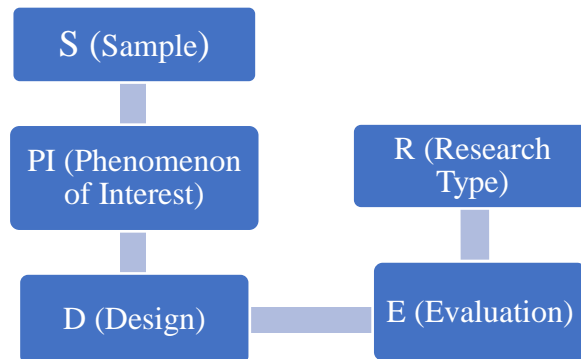 S (Sample)
PI (Phenomenon
of Interest)
D (Design)
E (Evaluation)
R (Research
Type)